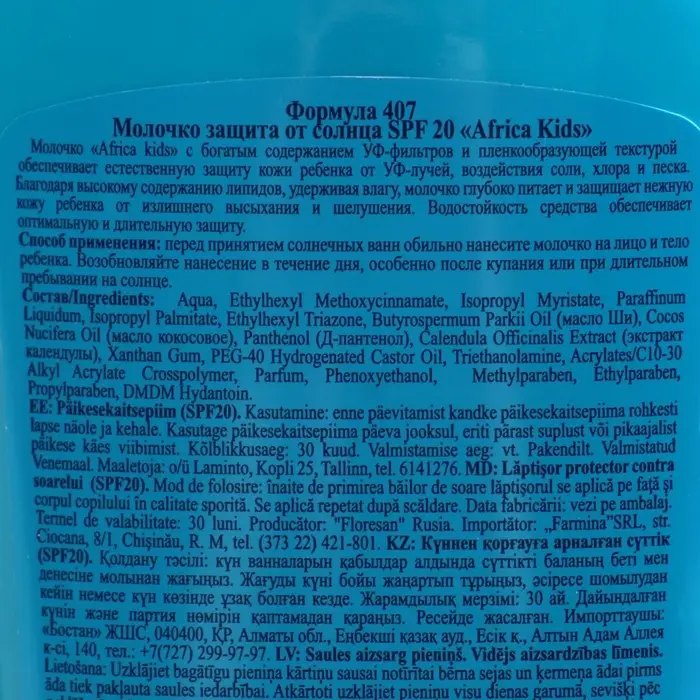 Формула 407
Молочко защита от солнца SPF 20 «Africa Kids»
Молочко «Africa kids» с богатым содержанием УФ-фильтров и пленкообразующей текстурой
обеспечивает естественную защиту кожи ребенка от УФ-лучей, воздействия соли, хлора и песка.
Благодаря высокому содержанию липидов, удерживая влагу, молочко глубоко питает и защищает нежную
кожу ребенка от излишнего высыхания и шелушения. Водостойкость средства обеспечивает
оптимальную и длительную защиту.
Способ применения: перед принятием солнечных ванн обильно нанесите молочко на лицо и тело
ребенка. Возобновляйте нанесение в течение дня, особенно после купания или при длительном
пребывании на солнце.
Состав/Ingredients: Aqua, Ethylhexyl Methoxycinnamate, Isopropyl Myristate, Paraffinum
Liquidum, Isopropyl Palmitate, Ethylhexyl Triazone, Butyrospermum Parkii Oil (масло Ши), Cocos
Nucifera Oil (масло кокосовое), Panthenol (Д-пантенол), Calendula Officinalis Extract (экстракт
календулы), Xanthan Gum, PEG-40 Hydrogenated Castor Oil, Triethanolamine, Acrylates/C10-30
Alkyl Acrylate Crosspolymer, Parfum, Phenoxyethanol, Methylparaben, Ethylparaben,
Propylparaben, DMDM Hydantoin.
EE: Päikesekaitsepiim (SPF20). Kasutamine: enne päevitamist kandke päikesekaitsepiima rohkesti
lapse näole ja kehale. Kasutage päikesekaitsepiima päeva jooksul, eriti pärast suplust või pikaajalist
päikese käes viibimist. Kõlblikkusaeg: 30 kuud. Valmistamise aeg: vt. Pakendilt. Valmistatud
Venemaal. Maaletoja: o/ü Laminto, Kopli 25, Tallinn, tel. 6141276. MD: Lăptişor protector contra
soarelui (SPF20). Mod de folosire: înaite de primirea băilor de soare lăptişorul se aplică pe faţă şi
corpul copilului în calitate sporită. Se aplică repetat după scăldare. Data fabricării: vezi pe ambalaj.
Termel de valabilitate: 30 luni. Producător: "Floresan" Rusia. Importător: „Farmina”SRL, str.
Ciocana, 8/1, Chişinău, R. M, tel. (373 22) 421-801. KZ: Күннен қорғауға арналған сүттік
(SPF20). Қолдану тәсілі: күн ванналарын қабылдар алдында сүттікті баланың беті мен
денесіне молынан жағыңыз. Жағуды күні бойы жаңартып тұрыңыз, әсіресе шомылудан
кейін немесе күн көзінде ұзақ болған кезде. Жарамдылық мерзімі: 30 ай. Дайындалған
күнін және партия нөмірін қаптамадан қараңыз. Ресейде жасалған. Импорттаушы:
«Бостан» ЖШС, 040400, ҚР, Алматы обл., Еңбекші қазақ ауд., Есік қ., Алтын Адам Аллея
к-сі, 140, тел.: +7(727) 299-97-97. LV: Saules aizsarg pieniņš. Vidējs aizsardzības līmenis.
Lietošana: Uzklājiet bagātīgu pieniņa kārtiņu sausai notīrītai bērna sejas un ķermeņa ādai pirms
āda tiek pakļauta saules iedarbībai. Atkārtoti uzklājiet pieniņu visu dienas garumā, sevišķi pēc